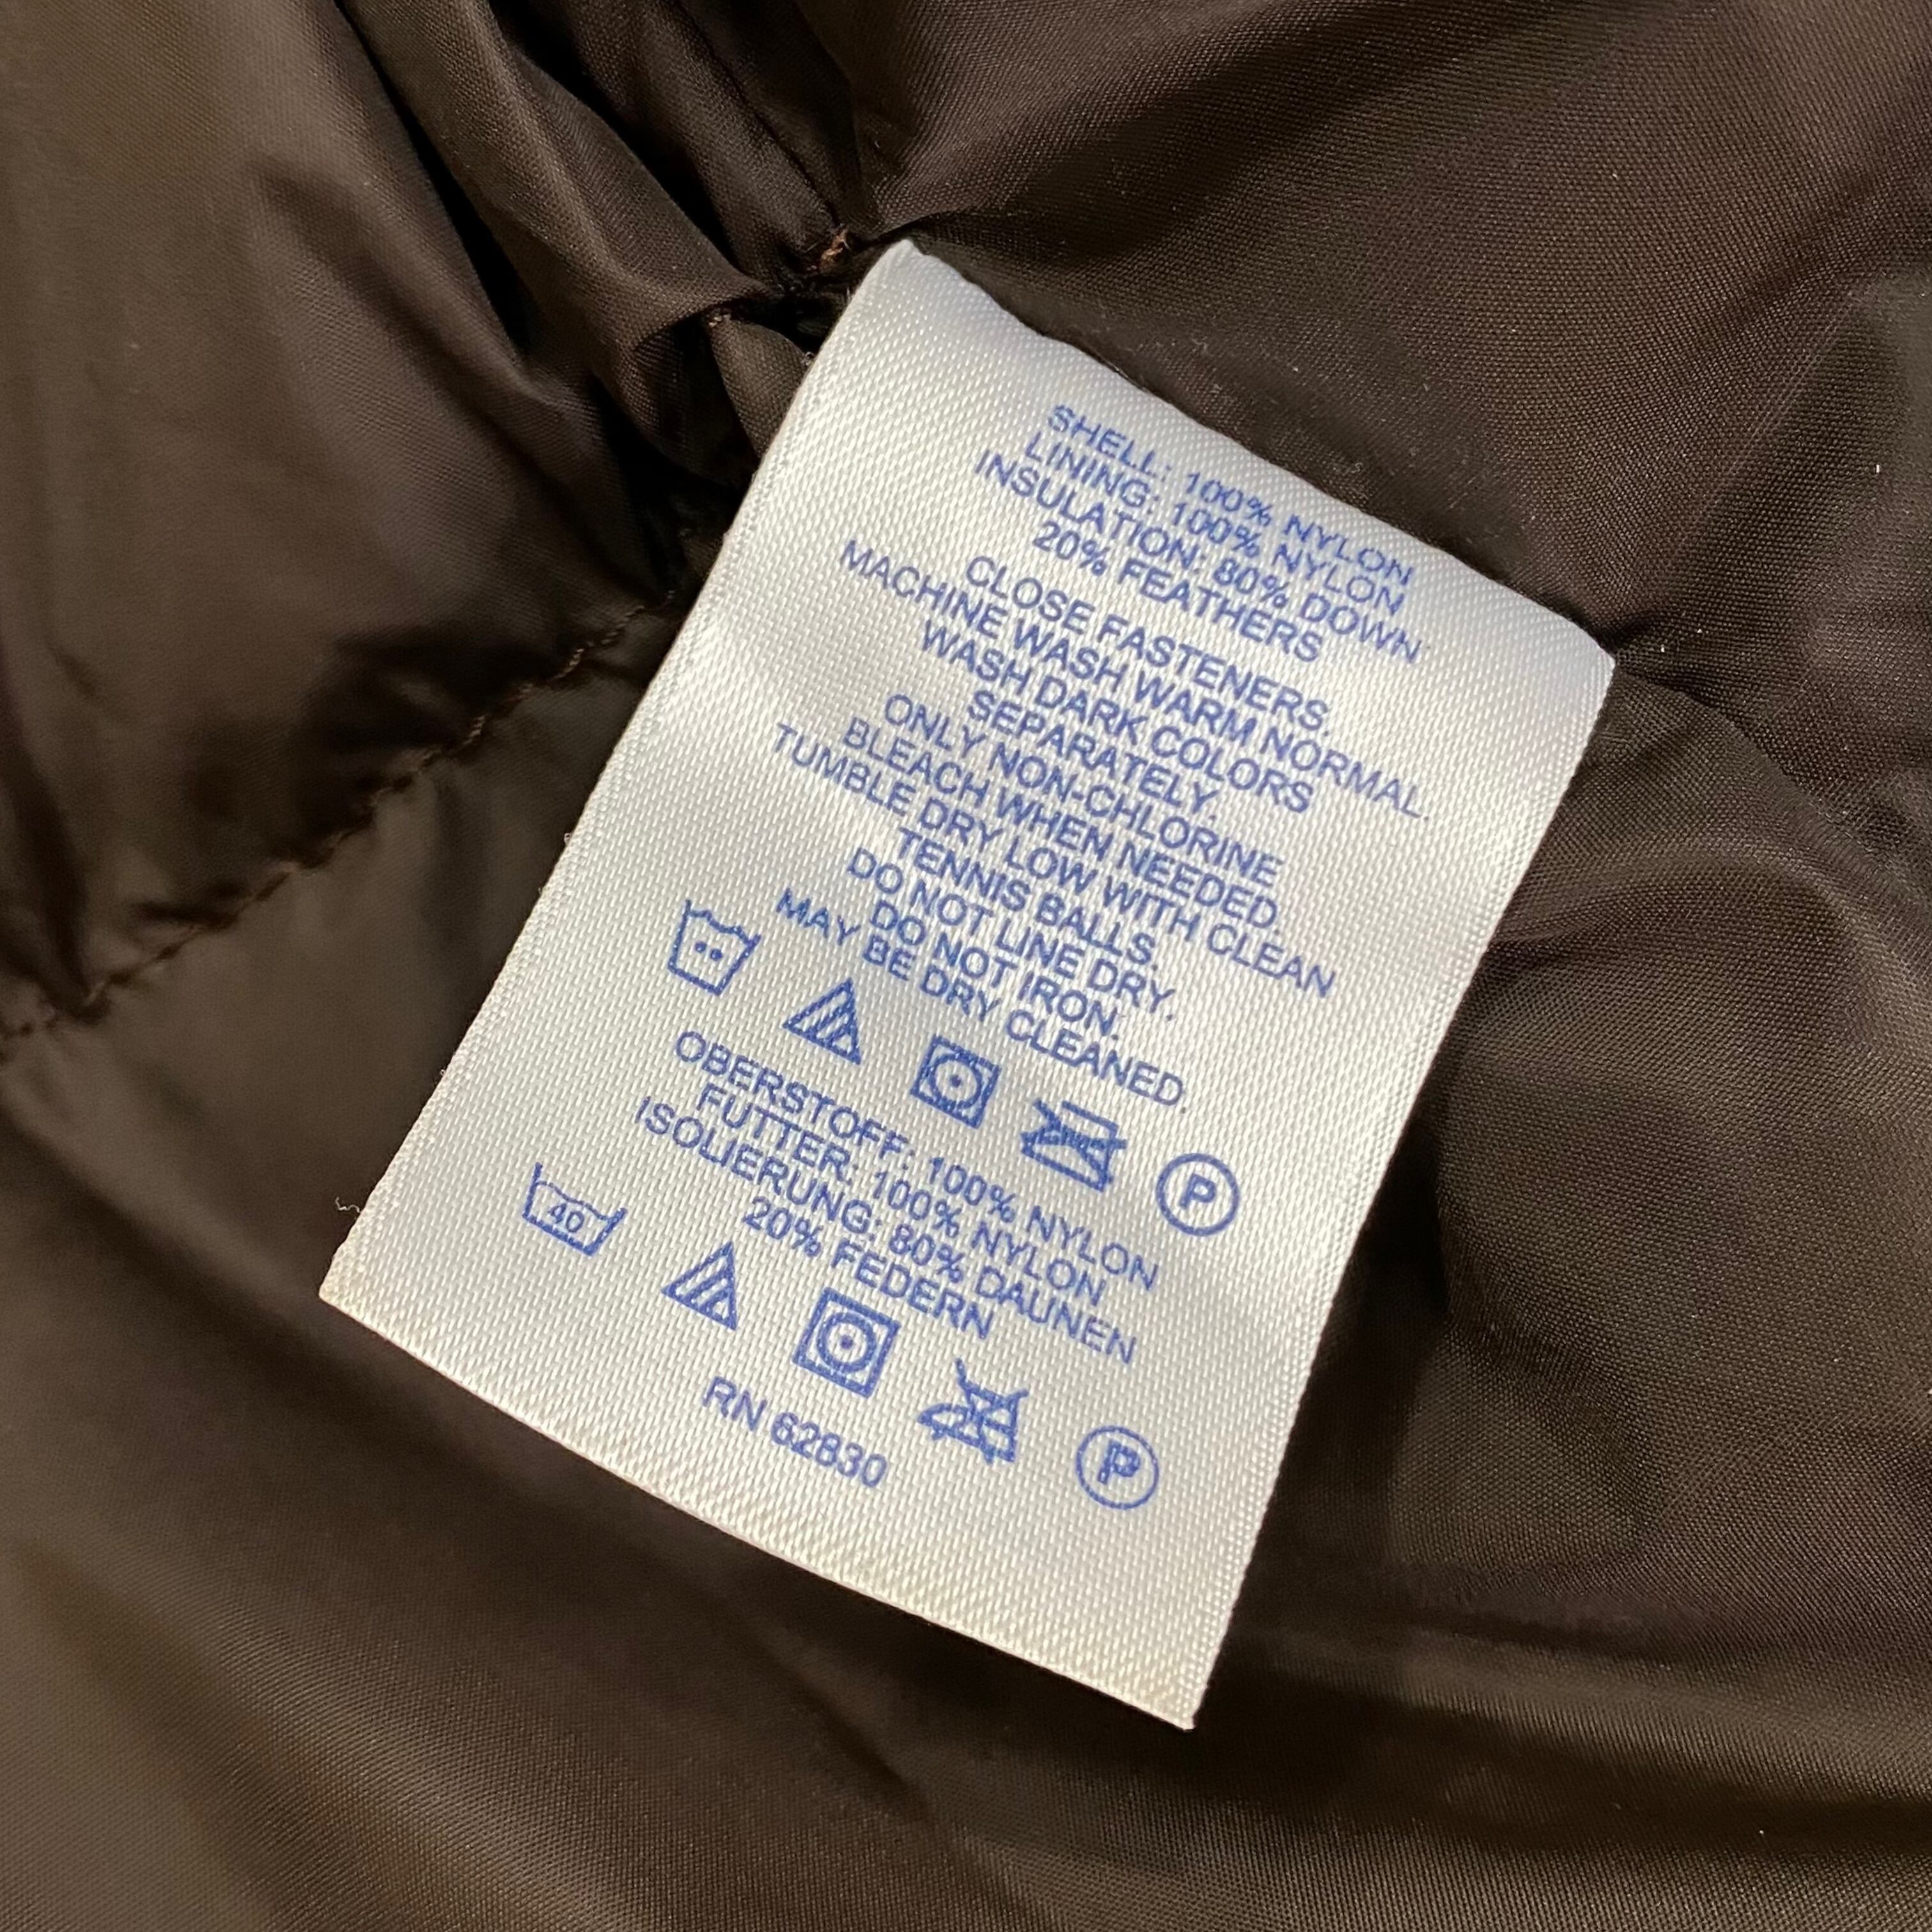 SHELL: 100% NYLON
LINING: 100% NYLON
INSULATION: 80% DOWN
20% FEATHERS
CLOSE FASTENERS.
MACHINE WASH WARM NORMAL.
WASH DARK COLORS
SEPARATELY.
ONLY NON-CHLORINE
BLEACH WHEN NEEDED.
TUMBLE DRY LOW WITH CLEAN
TENNIS BALLS.
DO NOT LINE DRY.
DO NOT IRON.
MAY BE DRY CLEANED
P
OBERSTOFF: 100% NYLON
FUTTER: 100% NYLON
ISOLIERUNG: 80% DAUNEN
20% FEDERN
40
P
RN 62830